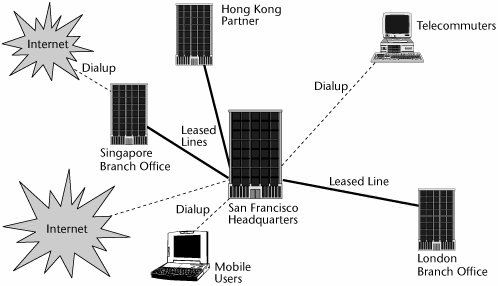 Hong Kong
Partner
Internet
Telecommuters
Dialup
Dialup
Leased
Lines
Singapore
Branch Office
Leased Line
San Francisco
Headquarters
Dialup
Internet
Mobile
Users
London
Branch Office